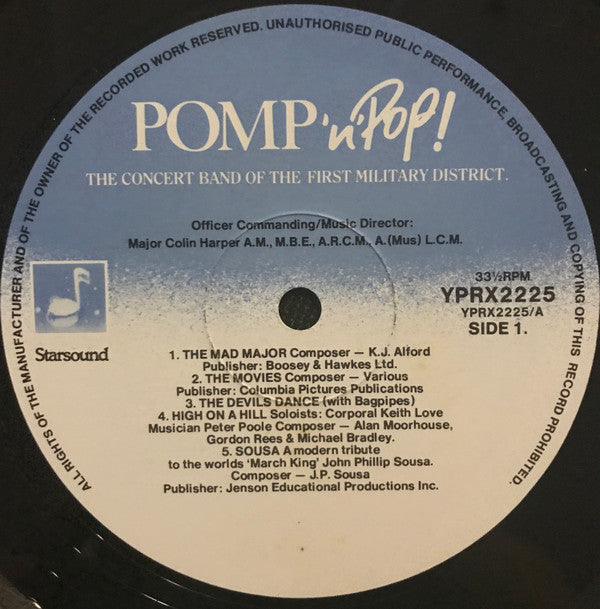 ALL RIGHTS OF THE MANUFACTURER AND OF THE OWNER OF THE RECORDED WORK RESERVED. UNAUTHORISED PUBLIC PERFORMANCE, BROADCASTING AND COPYING OF THIS RECORD PROHIBITED.
POMP 'n' Pop!
THE CONCERT BAND OF THE FIRST MILITARY DISTRICT.
Officer Commanding/Music Director:
Major Colin Harper A.M., M.B.E., A.R.C.M., A.(Mus) L.C.M.
33⅓RPM
YPRX2225
YPRX2225/A
SIDE 1.
Starsound
1. THE MAD MAJOR Composer — K.J. Alford
Publisher: Boosey & Hawkes Ltd.
2. THE MOVIES Composer — Various
Publisher: Columbia Pictures Publications
3. THE DEVILS DANCE (with Bagpipes)
4. HIGH ON A HILL Soloists: Corporal Keith Love
Musician Peter Poole Composer — Alan Moorhouse,
Gordon Rees & Michael Bradley.
5. SOUSA A modern tribute
to the worlds 'March King' John Phillip Sousa.
Composer — J.P. Sousa
Publisher: Jenson Educational Productions Inc.